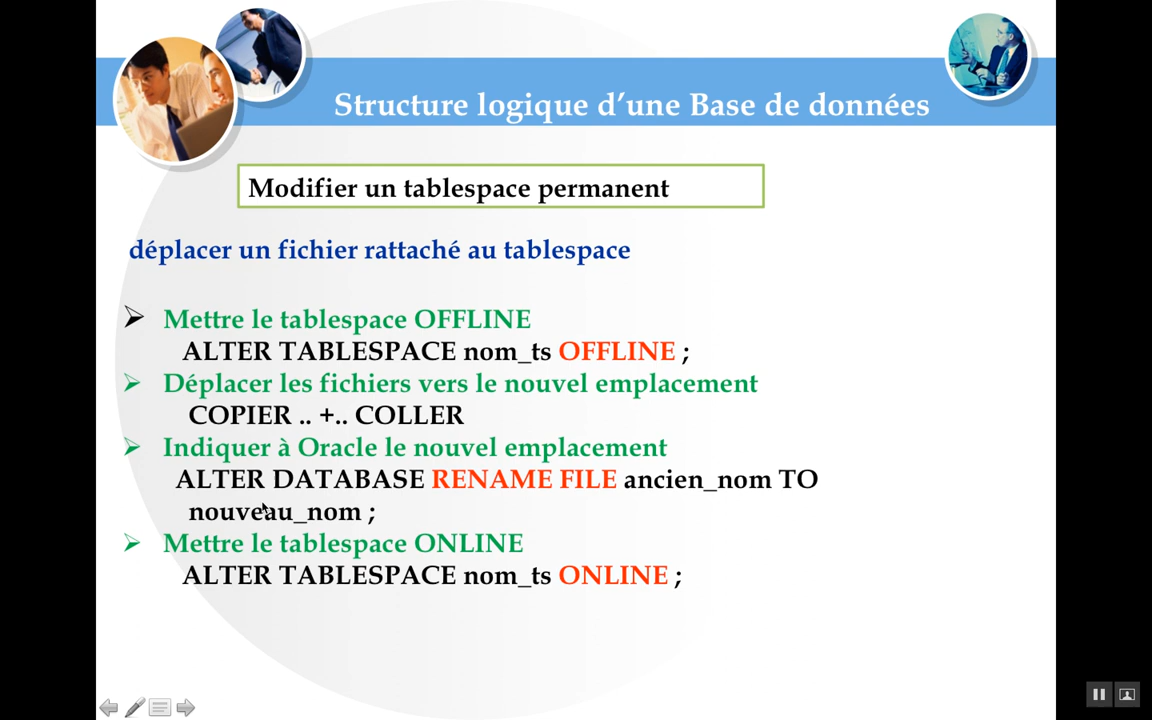 Structure logique d’une Base de données
Modifier un tablespace permanent
déplacer un fichier rattaché au tablespace
Mettre le tablespace OFFLINE
ALTER TABLESPACE nom_ts OFFLINE ;
Déplacer les fichiers vers le nouvel emplacement
COPIER .. +.. COLLER
Indiquer à Oracle le nouvel emplacement
ALTER DATABASE RENAME FILE ancien_nom TO
nouveau_nom ;
Mettre le tablespace ONLINE
ALTER TABLESPACE nom_ts ONLINE ;